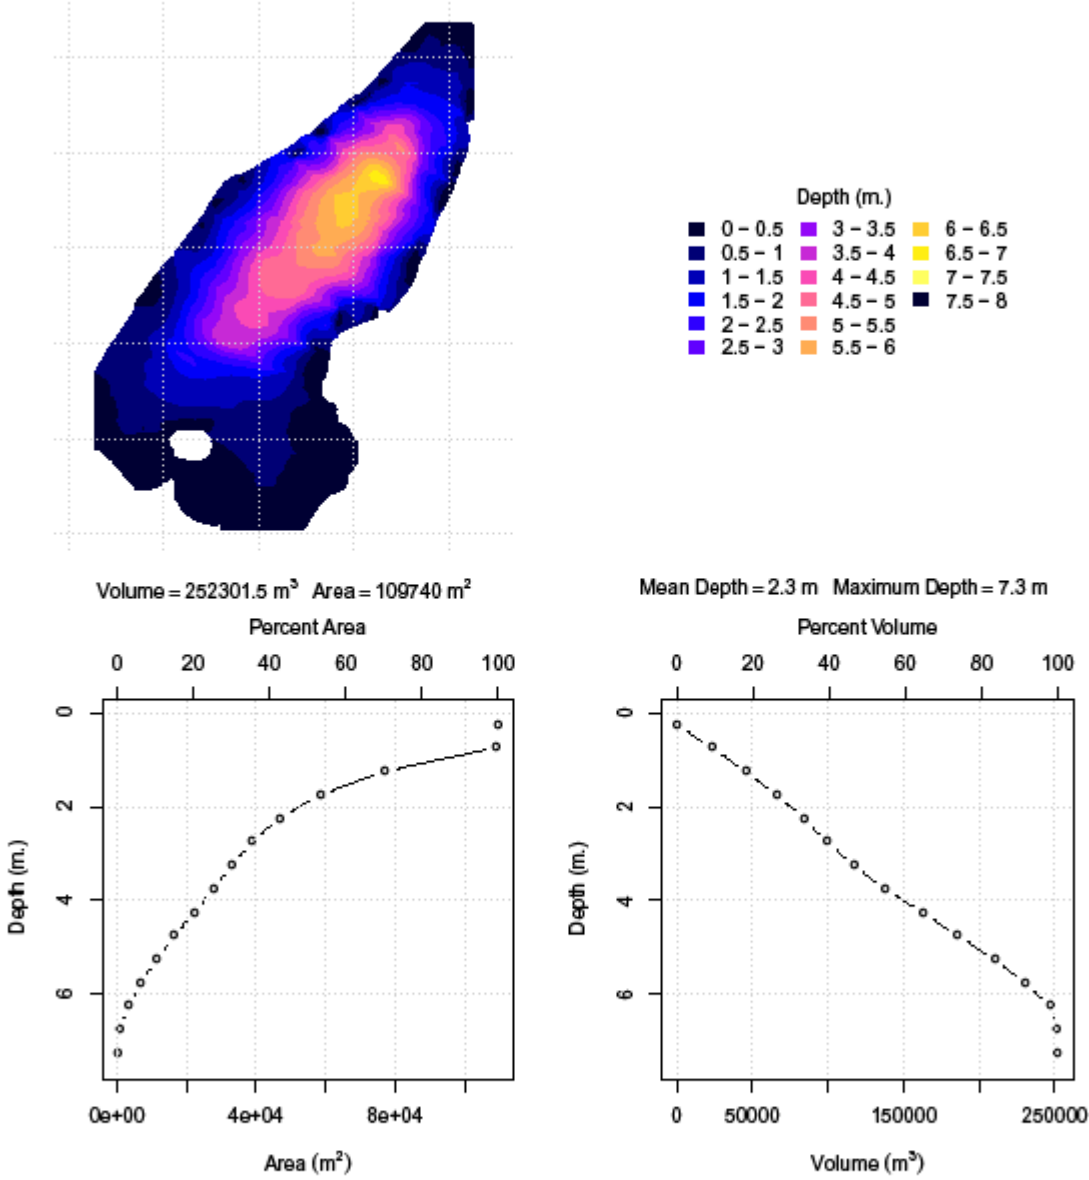 Depth (m.)
0 – 0.5 3 – 3.5 6 – 6.5
0.5 – 1 3.5 – 4 6.5 – 7
1 – 1.5 4 – 4.5 7 – 7.5
1.5 – 2 4.5 – 5 7.5 – 8
2 – 2.5 5 – 5.5
2.5 – 3 5.5 – 6
Volume = 252301.5 m³ Area = 109740 m²
Mean Depth = 2.3 m Maximum Depth = 7.3 m
Percent Area
0 20 40 60 80 100
Depth (m.)
0
2
4
6
0e+00 4e+04 8e+04
Area (m²)
Percent Volume
0 20 40 60 80 100
Depth (m.)
0
2
4
6
0 50000 150000 250000
Volume (m³)